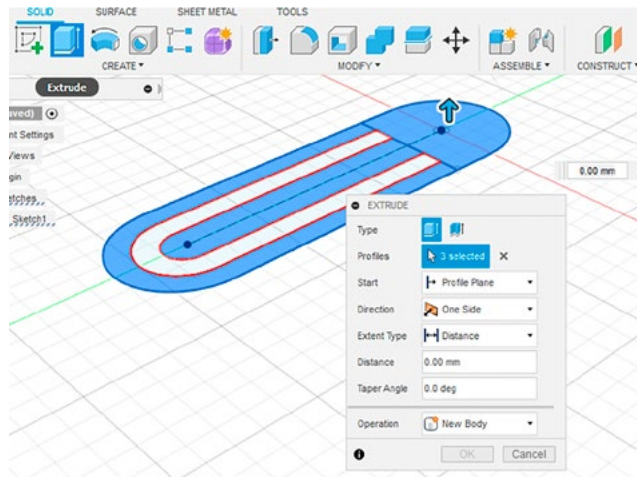 SOLID SURFACE SHEET METAL TOOLS
CREATE ▾ MODIFY ▾ ASSEMBLE ▾ CONSTRUCT ▾
Extrude
ved)
nt Settings
Views
gin
tches
Sketch1
0.00 mm
EXTRUDE
Type
Profiles 3 selected ×
Start Profile Plane
Direction One Side
Extent Type Distance
Distance 0.00 mm
Taper Angle 0.0 deg
Operation New Body
OK Cancel